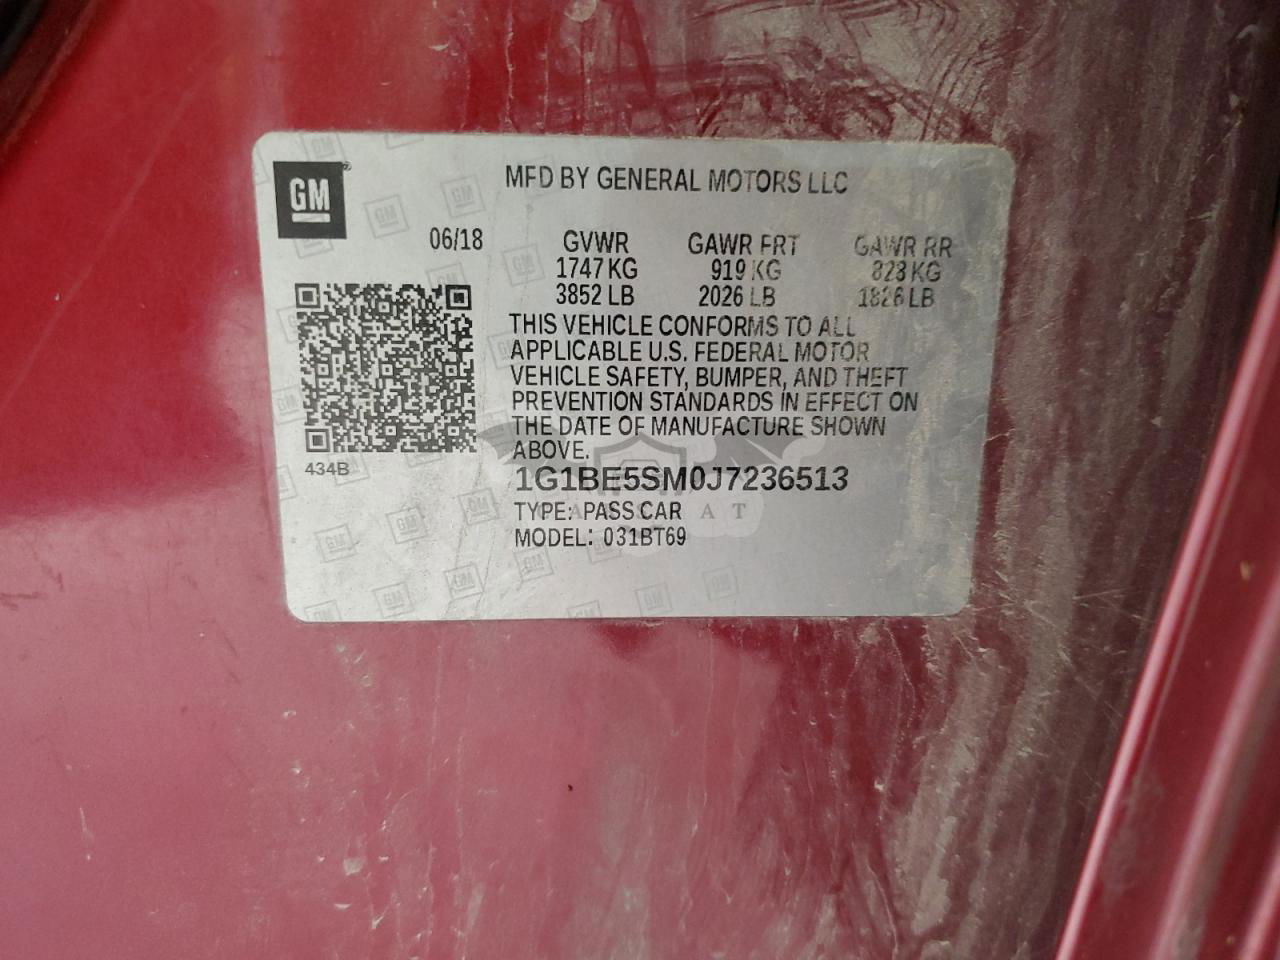 GM
MFD BY GENERAL MOTORS LLC
06/18
GVWR GAWR FRT GAWR RR
1747 KG 919 KG 828 KG
3852 LB 2026 LB 1826 LB
THIS VEHICLE CONFORMS TO ALL
APPLICABLE U.S. FEDERAL MOTOR
VEHICLE SAFETY, BUMPER, AND THEFT
PREVENTION STANDARDS IN EFFECT ON
THE DATE OF MANUFACTURE SHOWN
ABOVE.
434B
1G1BE5SM0J7236513
TYPE: PASS CAR
MODEL: 031BT69